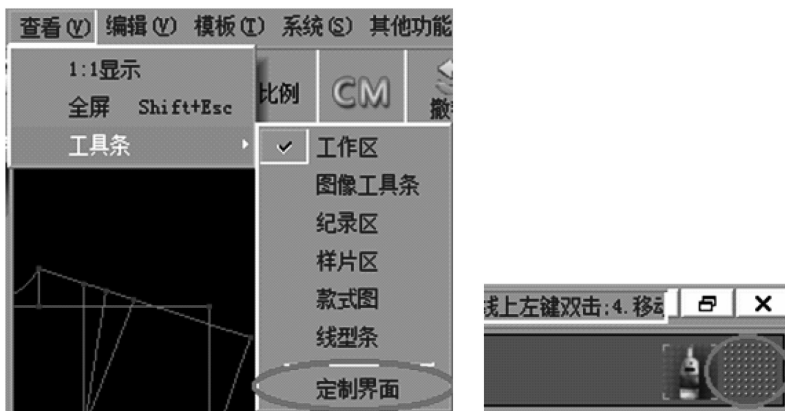 查看(V) 编辑(V) 模板(T) 系统(S) 其他功能
1:1显示
全屏 Shift+Esc
工具条
比例 CM
工作区
图像工具条
纪录区
样片区
款式图
线型条
定制界面
线上左键双击:4.移动